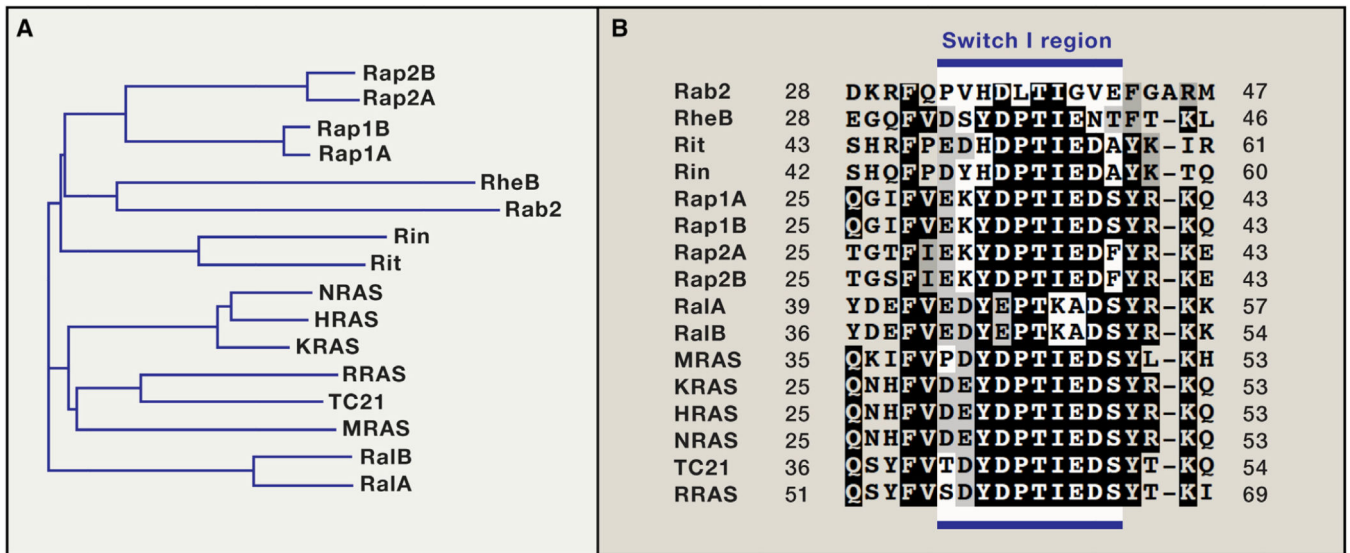 A
Rap2B
Rap2A
Rap1B
Rap1A
RheB
Rab2
Rin
Rit
NRAS
HRAS
KRAS
RRAS
TC21
MRAS
RalB
RalA
B
Switch I region
Rab2 28 DKRFQPVHDLTIGVEFGARM 47
RheB 28 EGQFVDSYDPTIENTFT-KL 46
Rit 43 SHRFPEDHDPTIEDAYK-IR 61
Rin 42 SHQFPDYHDPTIEDAYK-TQ 60
Rap1A 25 QGIFVEKYDPTIEDSYR-KQ 43
Rap1B 25 QGIFVEKYDPTIEDSYR-KQ 43
Rap2A 25 TGTFIEKYDPTIEDFYR-KE 43
Rap2B 25 TGSFIEKYDPTIEDFYR-KE 43
RalA 39 YDEFVEDYEPTKADSYR-KK 57
RalB 36 YDEFVEDYEPTKADSYR-KK 54
MRAS 35 QKIFVPDYDPTIEDSYL-KH 53
KRAS 25 QNHFVDEYDPTIEDSYR-KQ 53
HRAS 25 QNHFVDEYDPTIEDSYR-KQ 53
NRAS 25 QNHFVDEYDPTIEDSYR-KQ 53
TC21 36 QSYFVTDYDPTIEDSYT-KQ 54
RRAS 51 QSYFVSDYDPTIEDSYT-KI 69